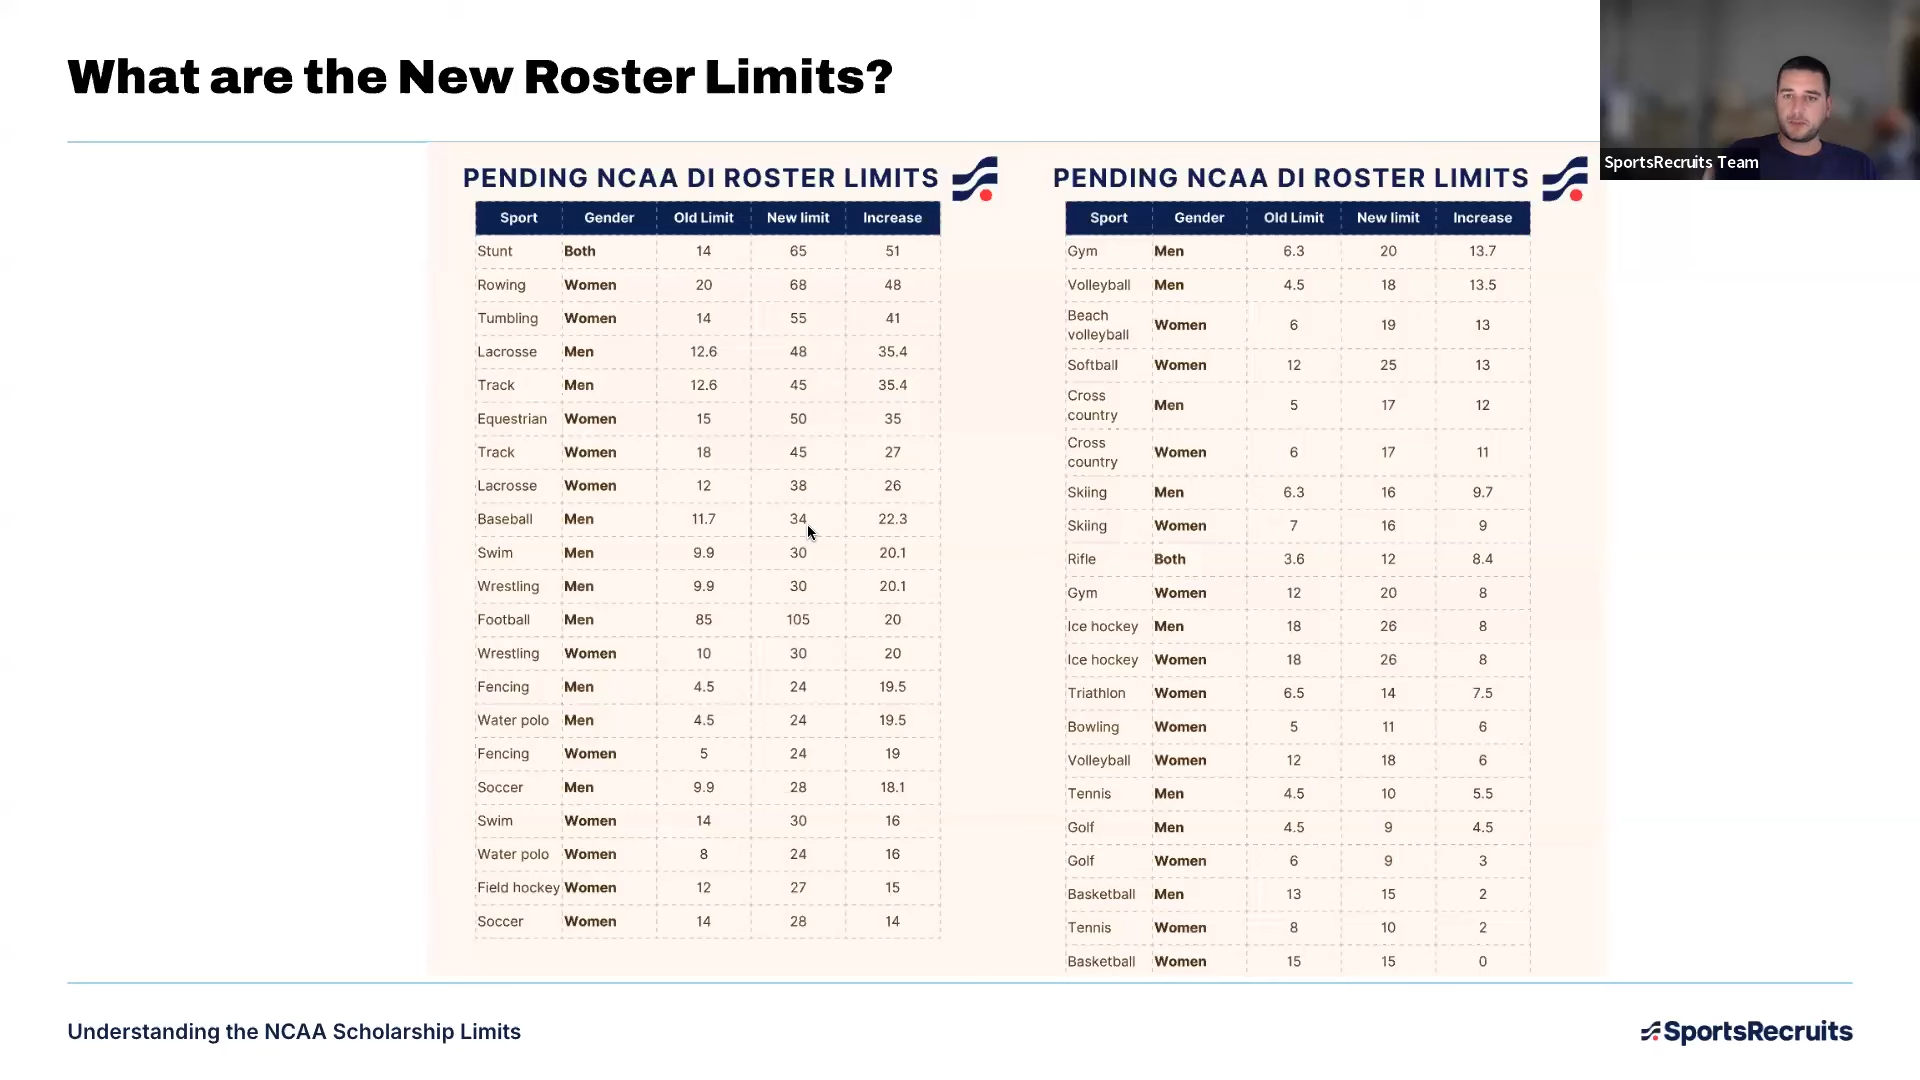 What are the New Roster Limits?
SportsRecruits Team
PENDING NCAA DI ROSTER LIMITS
Sport Gender Old Limit New limit Increase
Stunt Both 14 65 51
Rowing Women 20 68 48
Tumbling Women 14 55 41
Lacrosse Men 12.6 48 35.4
Track Men 12.6 45 35.4
Equestrian Women 15 50 35
Track Women 18 45 27
Lacrosse Women 12 38 26
Baseball Men 11.7 34 22.3
Swim Men 9.9 30 20.1
Wrestling Men 9.9 30 20.1
Football Men 85 105 20
Wrestling Women 10 30 20
Fencing Men 4.5 24 19.5
Water polo Men 4.5 24 19.5
Fencing Women 5 24 19
Soccer Men 9.9 28 18.1
Swim Women 14 30 16
Water polo Women 8 24 16
Field hockey Women 12 27 15
Soccer Women 14 28 14
PENDING NCAA DI ROSTER LIMITS
Sport Gender Old Limit New limit Increase
Gym Men 6.3 20 13.7
Volleyball Men 4.5 18 13.5
Beach
volleyball Women 6 19 13
Softball Women 12 25 13
Cross
country Men 5 17 12
Cross
country Women 6 17 11
Skiing Men 6.3 16 9.7
Skiing Women 7 16 9
Rifle Both 3.6 12 8.4
Gym Women 12 20 8
Ice hockey Men 18 26 8
Ice hockey Women 18 26 8
Triathlon Women 6.5 14 7.5
Bowling Women 5 11 6
Volleyball Women 12 18 6
Tennis Men 4.5 10 5.5
Golf Men 4.5 9 4.5
Golf Women 6 9 3
Basketball Men 13 15 2
Tennis Women 8 10 2
Basketball Women 15 15 0
Understanding the NCAA Scholarship Limits
SportsRecruits